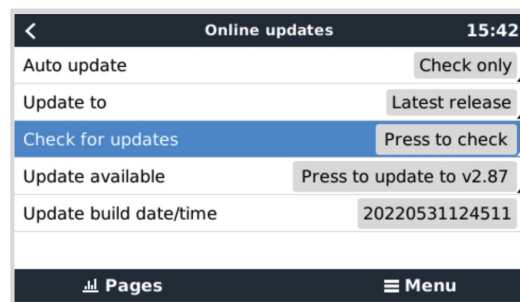 Online updates 15:42
Auto update Check only
Update to Latest release
Check for updates Press to check
Update available Press to update to v2.87
Update build date/time 20220531124511
Pages Menu